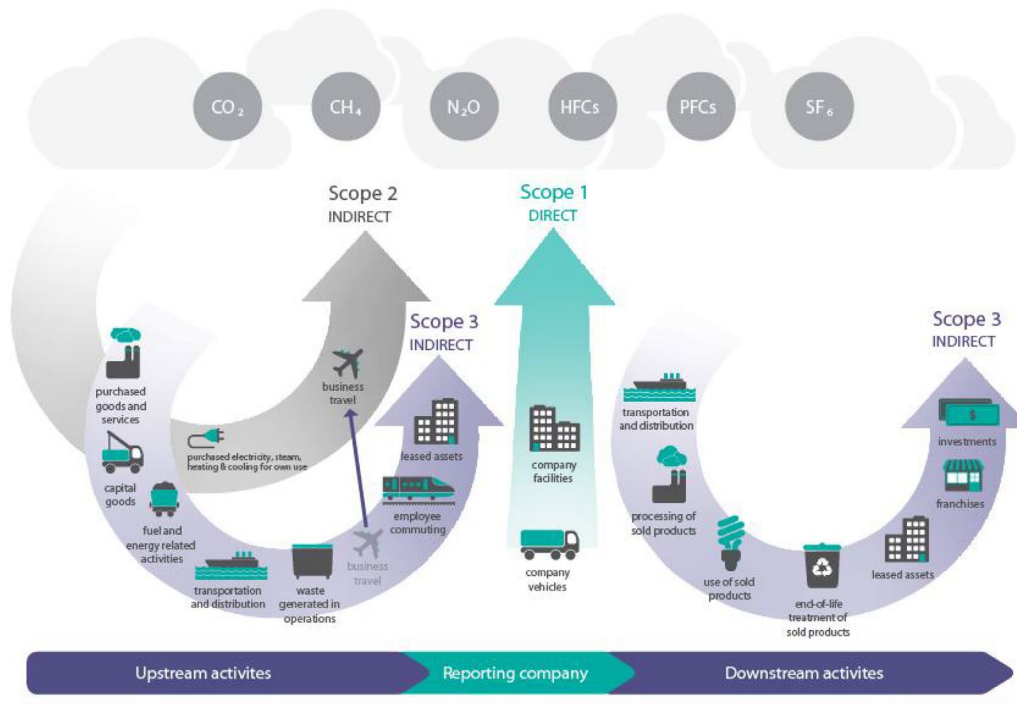 CO₂
CH₄
N₂O
HFCs
PFCs
SF₆
Scope 2
INDIRECT
Scope 1
DIRECT
Scope 3
INDIRECT
Scope 3
INDIRECT
purchased
goods and
services
capital
goods
fuel and
energy related
activities
purchased electricity, steam,
heating & cooling for own use
business
travel
transportation
and distribution
waste
generated in
operations
business
travel
employee
commuting
leased assets
company
facilities
company
vehicles
transportation
and distribution
processing of
sold products
use of sold
products
end-of-life
treatment of
sold products
leased assets
franchises
investments
$
Upstream activites
Reporting company
Downstream activites